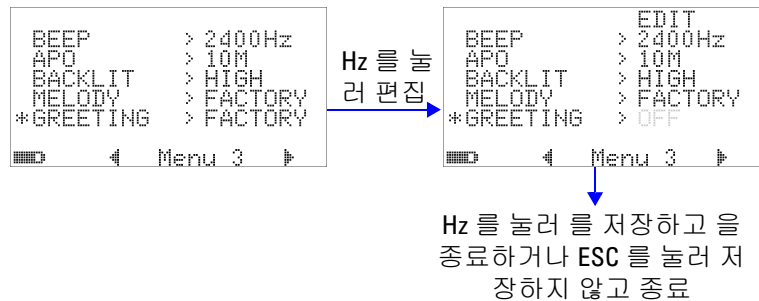 BEEP > 2400Hz
APO > 10M
BACKLIT > HIGH
MELODY > FACTORY
*GREETING > FACTORY
Menu 3
Hz 를 눌
러 편집
EDIT
BEEP > 2400Hz
APO > 10M
BACKLIT > HIGH
MELODY > FACTORY
*GREETING > OFF
Menu 3
Hz 를 눌러 를 저장하고 을
종료하거나 ESC 를 눌러 저
장하지 않고 종료